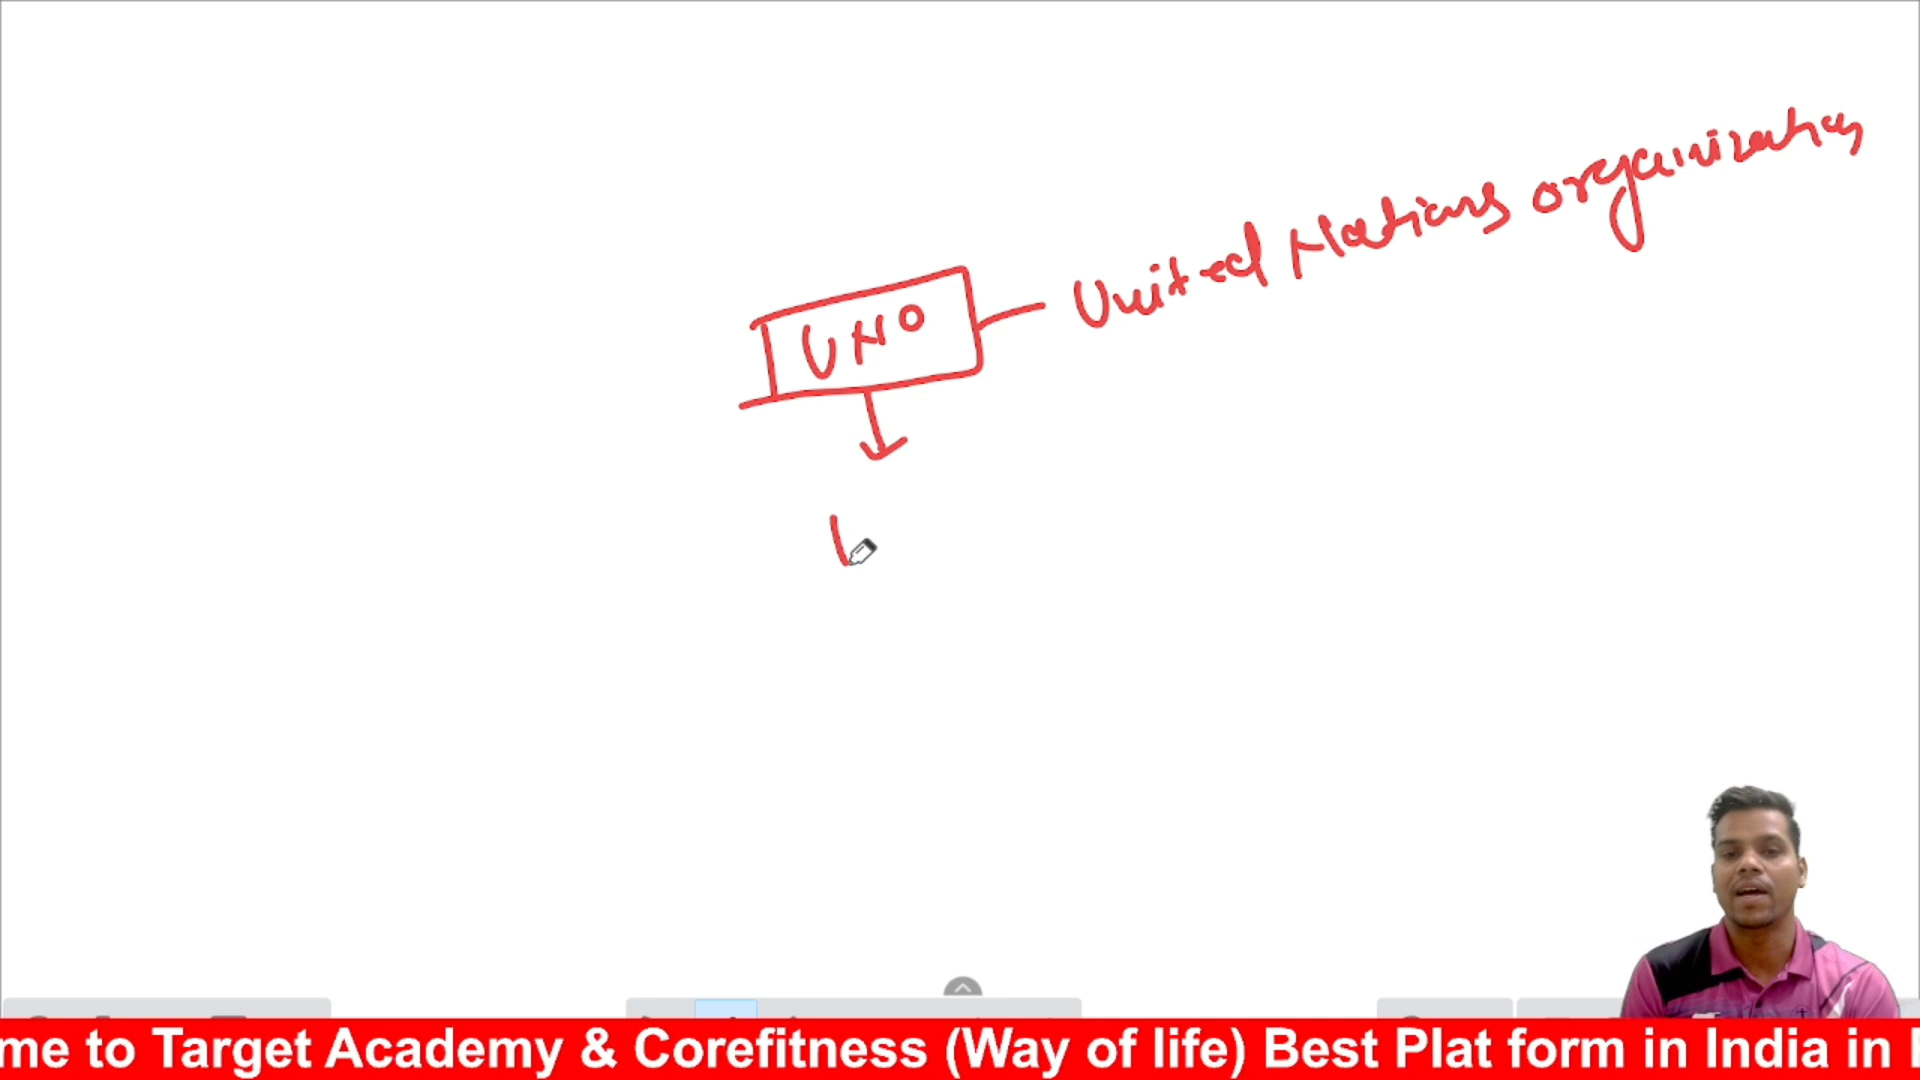 United Nations organization
UNO
me to Target Academy & Corefitness (Way of life) Best Plat form in India in